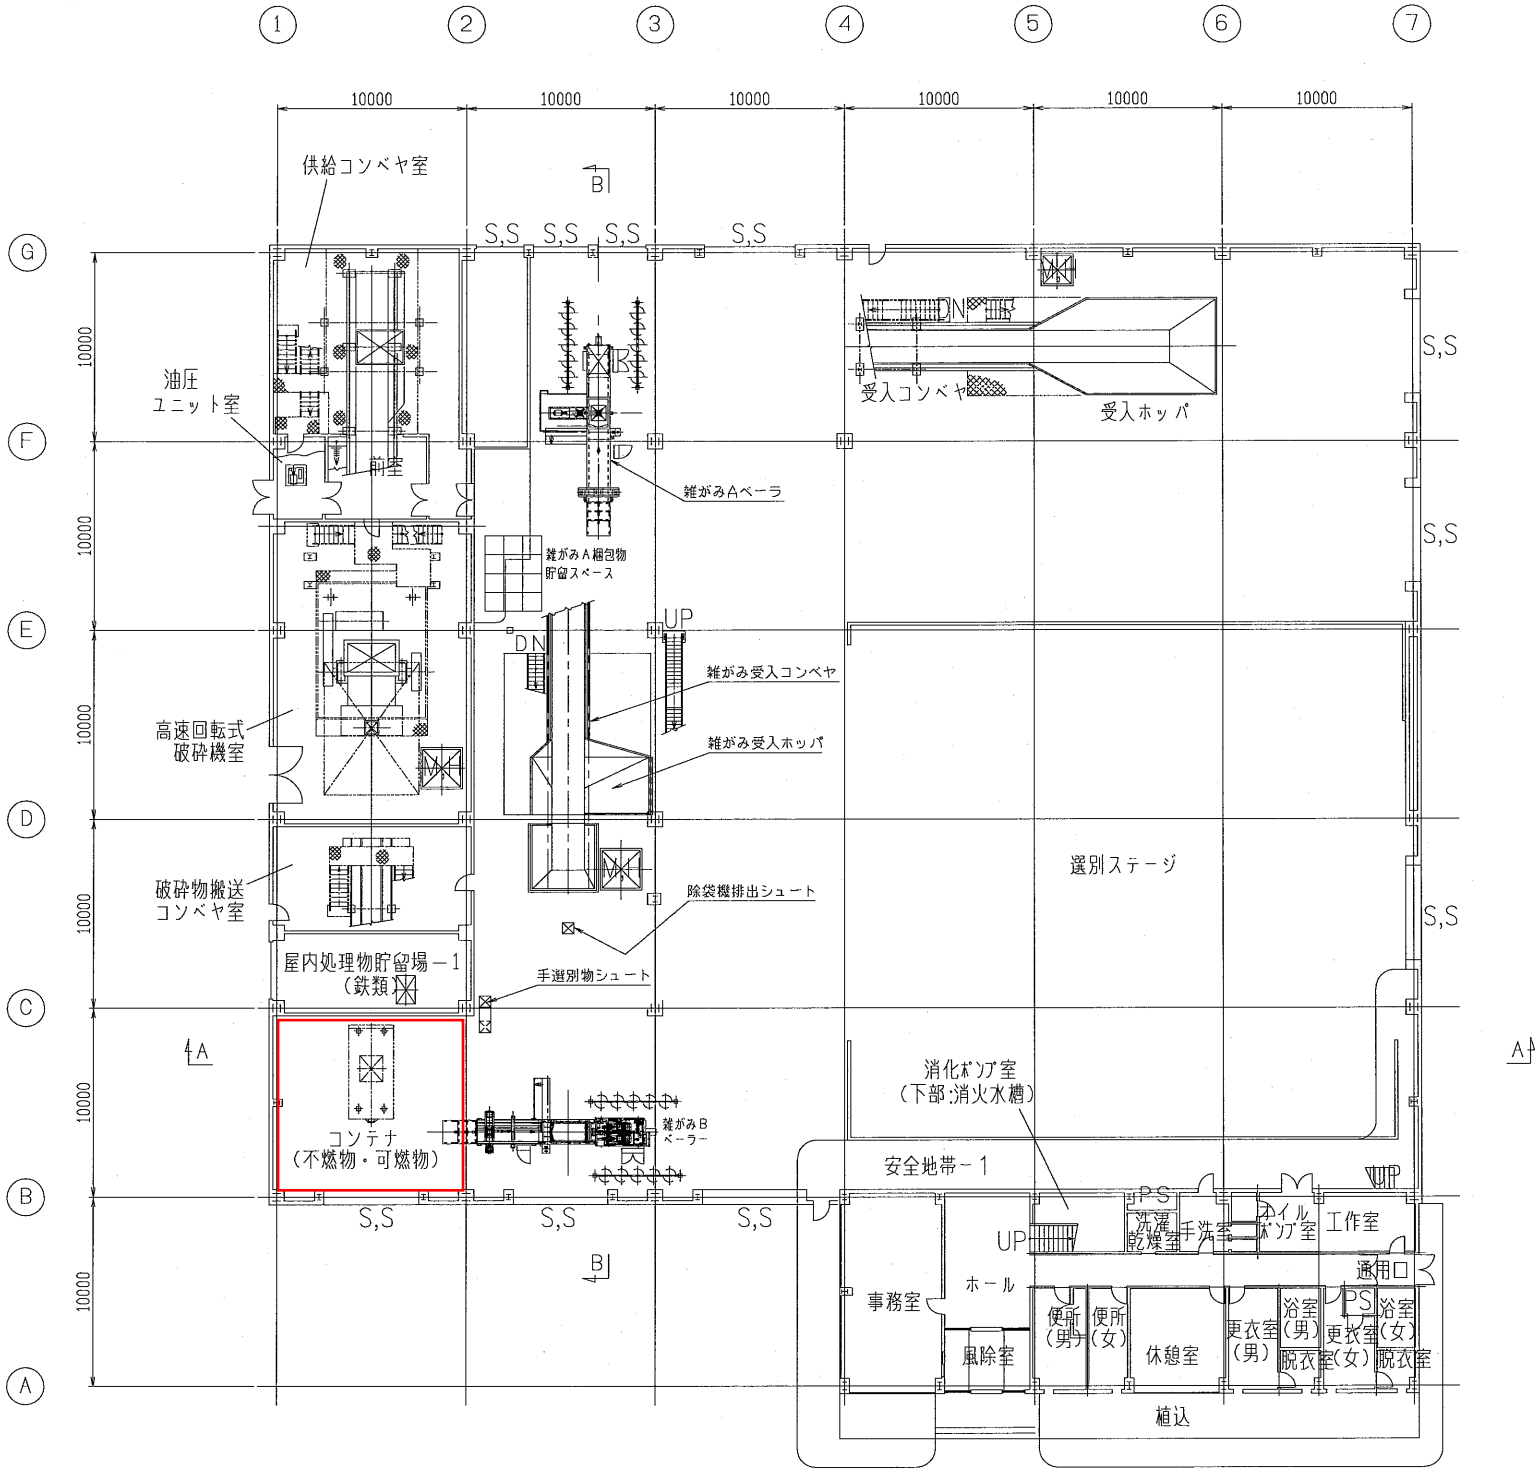 1 2 3 4 5 6 7
10000 10000 10000 10000 10000 10000
供給コンベヤ室
B
S,S S,S S,S S,S
G
M.H
DN
10000
S,S
油圧
ユニット室
受入コンベヤ
受入ホッパ
F
前室
雑がみAベーラ
10000
S,S
雑がみA梱包物
貯留スペース
E
UP
DN
雑がみ受入コンベヤ
高速回転式
破砕機室
10000
雑がみ受入ホッパ
M.H
D
選別ステージ
M.H
破砕物搬送
コンベヤ室
除袋機排出シュート
10000
S,S
屋内処理物貯留場-1
(鉄類)
手選別物シュート
C
A
A
消化ポンプ室
(下部:消火水槽)
10000
コンテナ
(不燃物・可燃物)
雑がみB
ベーラー
安全地帯-1
UP
B
S,S S,S S,S
PS
洗濯
乾燥室
手洗室
オイル
ポンプ室
工作室
UP
B
10000
通用口
ホール
事務室
便所
(男)
便所
(女)
休憩室
更衣室
(男)
浴室
(男)
脱衣室
PS
更衣室
(女)
浴室
(女)
脱衣室
風除室
A
植込